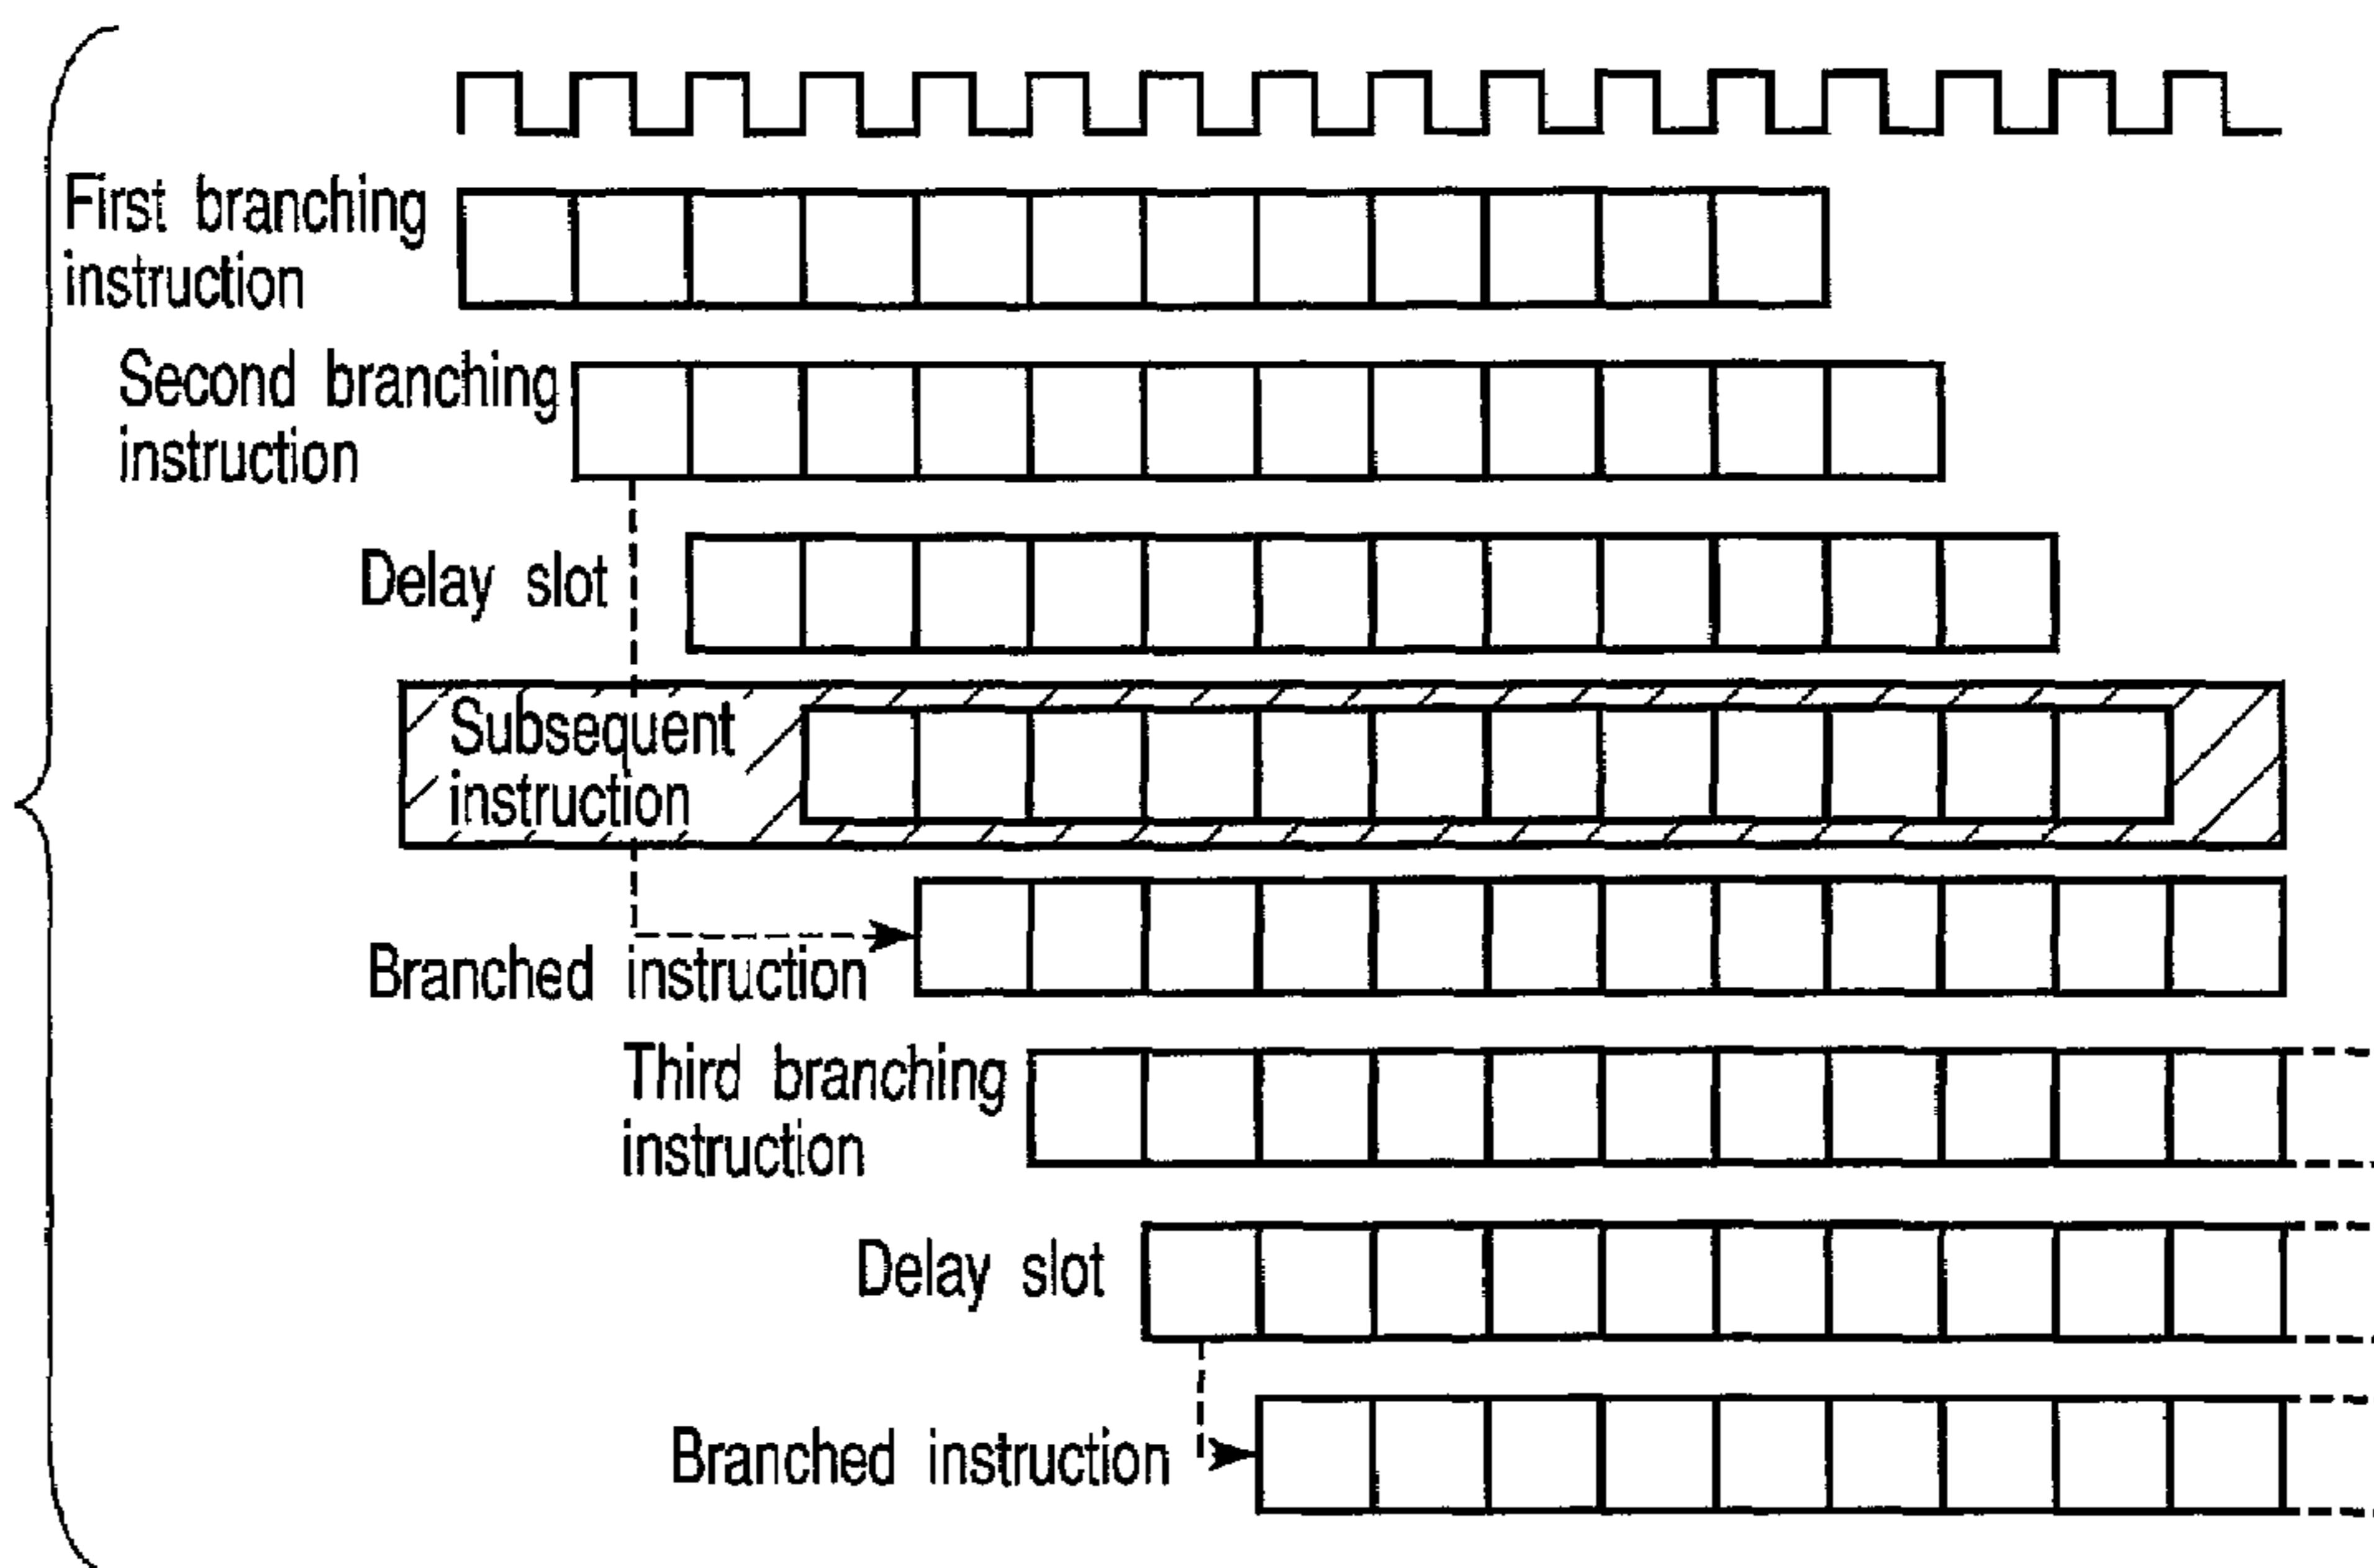 First branching
instruction
Second branching
instruction
Delay slot
Subsequent
instruction
Branched instruction
Third branching
instruction
Delay slot
Branched instruction